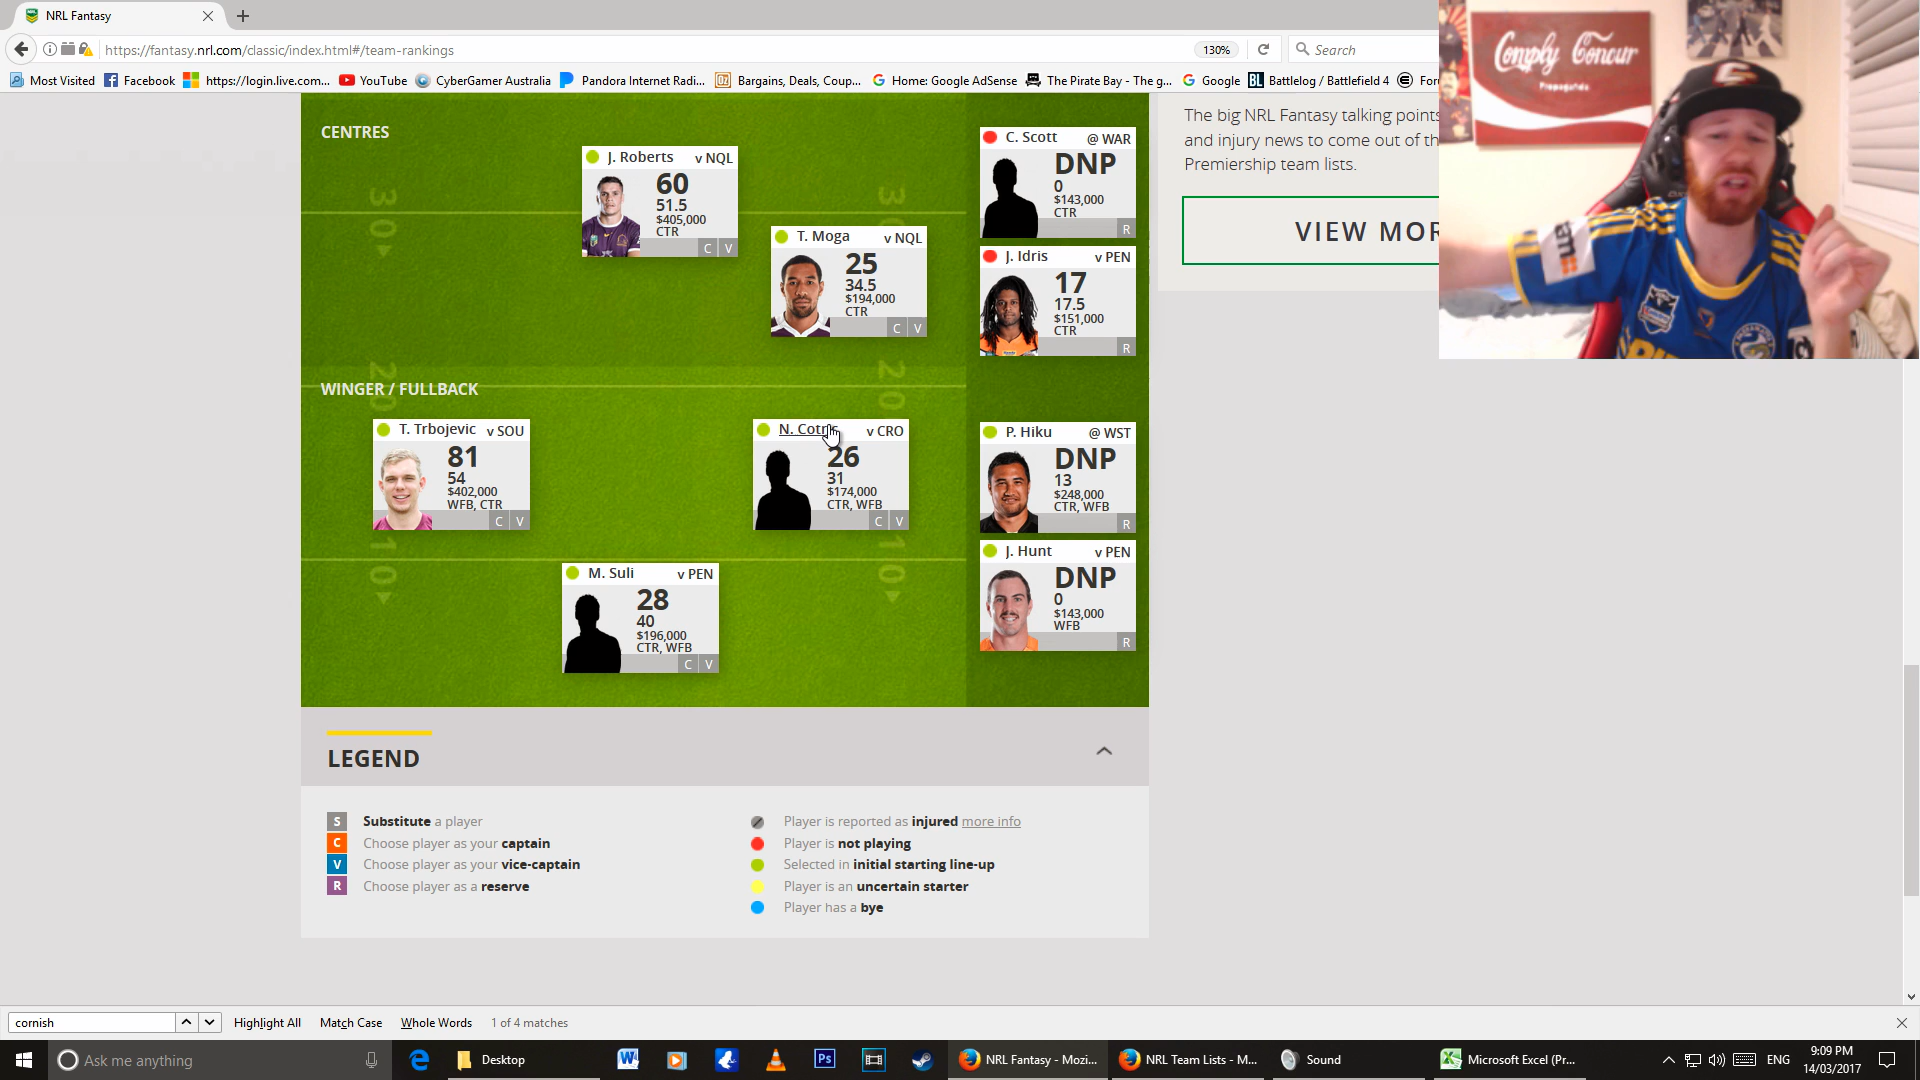 NRL Fantasy
https://fantasy.nrl.com/classic/index.html#/team-rankings
130%
Search
Most Visited
Facebook
https://login.live.com...
YouTube
CyberGamer Australia
Pandora Internet Radi...
Bargains, Deals, Coup...
Home: Google AdSense
The Pirate Bay - The g...
Google
Battlelog / Battlefield 4
For
Comply Concur
Propaganda
CENTRES
J. Roberts v NQL
60
51.5
$405,000
CTR
C V
T. Moga v NQL
25
34.5
$194,000
CTR
C V
C. Scott @ WAR
DNP
0
$143,000
CTR
R
J. Idris v PEN
17
17.5
$151,000
CTR
R
30
30
20
20
10
10
The big NRL Fantasy talking points
and injury news to come out of th
Premiership team lists.
VIEW MOR
WINGER / FULLBACK
T. Trbojevic v SOU
81
54
$402,000
WFB, CTR
C V
N. Cotric v CRO
26
31
$174,000
CTR, WFB
C V
M. Suli v PEN
28
40
$196,000
CTR, WFB
C V
P. Hiku @ WST
DNP
13
$248,000
CTR, WFB
R
J. Hunt v PEN
DNP
0
$143,000
WFB
R
LEGEND
S Substitute a player
C Choose player as your captain
V Choose player as your vice-captain
R Choose player as a reserve
Player is reported as injured more info
Player is not playing
Selected in initial starting line-up
Player is an uncertain starter
Player has a bye
cornish
Highlight All
Match Case
Whole Words
1 of 4 matches
Ask me anything
Desktop
NRL Fantasy - Mozi...
NRL Team Lists - M...
Sound
Microsoft Excel (Pr...
ENG
9:09 PM
14/03/2017